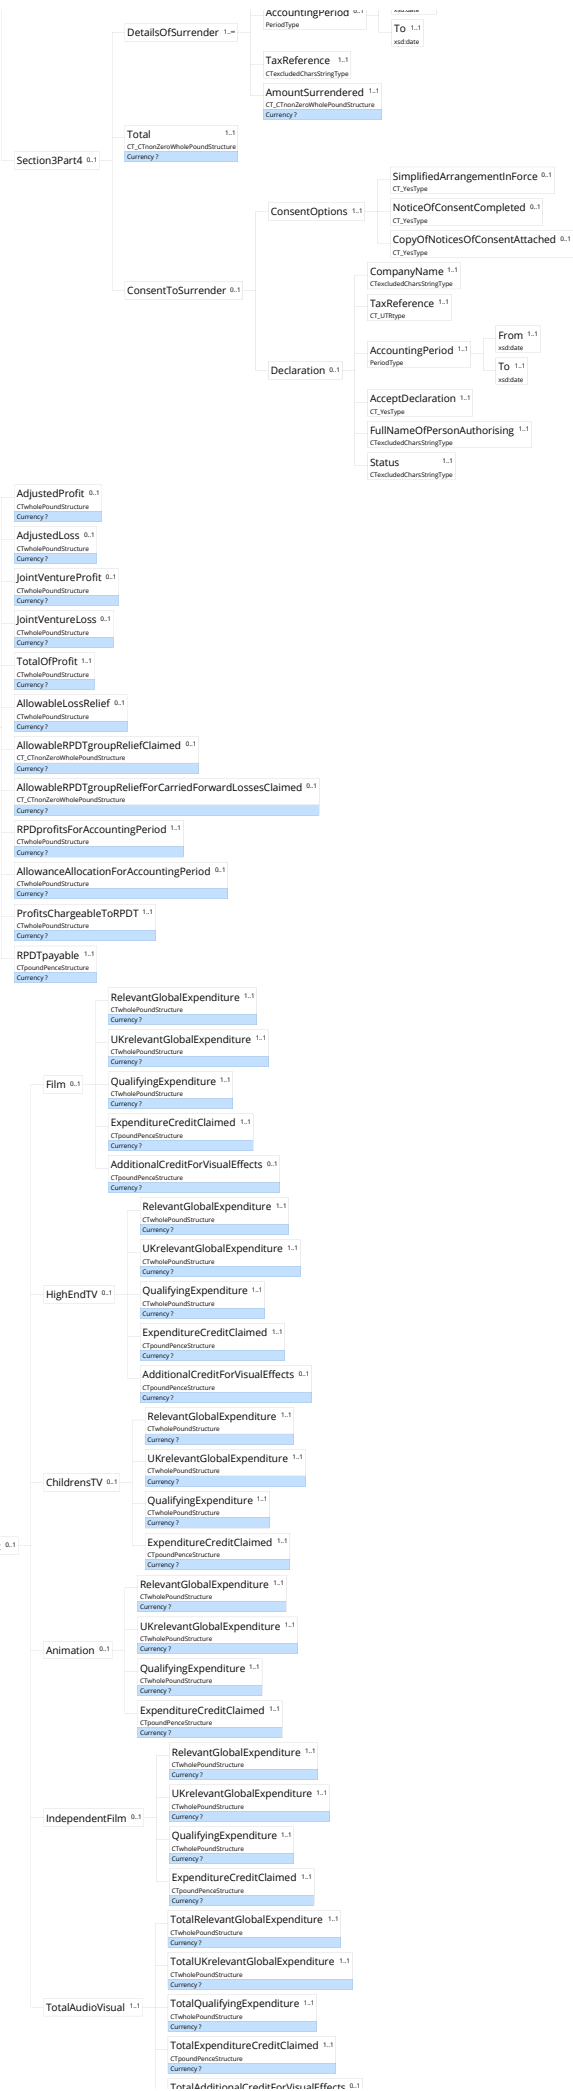 AccountingPeriod 0..1
PeriodType
xsd:date
To 1..1
xsd:date
DetailsOfSurrender 1..∞
TaxReference 1..1
CTexcludedCharsStringType
AmountSurrendered 1..1
CT_CTnonZeroWholePoundStructure
Currency ?
Total 1..1
CT_CTnonZeroWholePoundStructure
Currency ?
Section3Part4 0..1
SimplifiedArrangementInForce 0..1
CT_YesType
ConsentOptions 1..1
NoticeOfConsentCompleted 0..1
CT_YesType
CopyOfNoticesOfConsentAttached 0..1
CT_YesType
ConsentToSurrender 0..1
CompanyName 1..1
CTexcludedCharsStringType
TaxReference 1..1
CT_UTRtype
From 1..1
xsd:date
AccountingPeriod 1..1
PeriodType
To 1..1
xsd:date
Declaration 0..1
AcceptDeclaration 1..1
CT_YesType
FullNameOfPersonAuthorising 1..1
CTexcludedCharsStringType
Status 1..1
CTexcludedCharsStringType
AdjustedProfit 0..1
CTwholePoundStructure
Currency ?
AdjustedLoss 0..1
CTwholePoundStructure
Currency ?
JointVentureProfit 0..1
CTwholePoundStructure
Currency ?
JointVentureLoss 0..1
CTwholePoundStructure
Currency ?
TotalOfProfit 1..1
CTwholePoundStructure
Currency ?
AllowableLossRelief 0..1
CTwholePoundStructure
Currency ?
AllowableRPDTgroupReliefClaimed 0..1
CT_CTnonZeroWholePoundStructure
Currency ?
AllowableRPDTgroupReliefForCarriedForwardLossesClaimed 0..1
CT_CTnonZeroWholePoundStructure
Currency ?
RPDprofitsForAccountingPeriod 1..1
CTwholePoundStructure
Currency ?
AllowanceAllocationForAccountingPeriod 0..1
CTwholePoundStructure
Currency ?
ProfitsChargeableToRPDT 1..1
CTwholePoundStructure
Currency ?
RPDTpayable 1..1
CTpoundPenceStructure
Currency ?
RelevantGlobalExpenditure 1..1
CTwholePoundStructure
Currency ?
UKrelevantGlobalExpenditure 1..1
CTwholePoundStructure
Currency ?
Film 0..1
QualifyingExpenditure 1..1
CTwholePoundStructure
Currency ?
ExpenditureCreditClaimed 1..1
CTpoundPenceStructure
Currency ?
AdditionalCreditForVisualEffects 0..1
CTpoundPenceStructure
Currency ?
RelevantGlobalExpenditure 1..1
CTwholePoundStructure
Currency ?
UKrelevantGlobalExpenditure 1..1
CTwholePoundStructure
Currency ?
HighEndTV 0..1
QualifyingExpenditure 1..1
CTwholePoundStructure
Currency ?
ExpenditureCreditClaimed 1..1
CTpoundPenceStructure
Currency ?
AdditionalCreditForVisualEffects 0..1
CTpoundPenceStructure
Currency ?
RelevantGlobalExpenditure 1..1
CTwholePoundStructure
Currency ?
UKrelevantGlobalExpenditure 1..1
CTwholePoundStructure
Currency ?
ChildrensTV 0..1
QualifyingExpenditure 1..1
CTwholePoundStructure
Currency ?
ExpenditureCreditClaimed 1..1
CTpoundPenceStructure
Currency ?
0..1
RelevantGlobalExpenditure 1..1
CTwholePoundStructure
Currency ?
UKrelevantGlobalExpenditure 1..1
CTwholePoundStructure
Currency ?
Animation 0..1
QualifyingExpenditure 1..1
CTwholePoundStructure
Currency ?
ExpenditureCreditClaimed 1..1
CTpoundPenceStructure
Currency ?
RelevantGlobalExpenditure 1..1
CTwholePoundStructure
Currency ?
UKrelevantGlobalExpenditure 1..1
CTwholePoundStructure
Currency ?
IndependentFilm 0..1
QualifyingExpenditure 1..1
CTwholePoundStructure
Currency ?
ExpenditureCreditClaimed 1..1
CTpoundPenceStructure
Currency ?
TotalRelevantGlobalExpenditure 1..1
CTwholePoundStructure
Currency ?
TotalUKrelevantGlobalExpenditure 1..1
CTwholePoundStructure
Currency ?
TotalAudioVisual 1..1
TotalQualifyingExpenditure 1..1
CTwholePoundStructure
Currency ?
TotalExpenditureCreditClaimed 1..1
CTpoundPenceStructure
Currency ?
TotalAdditionalCreditForVisualEffects 0..1